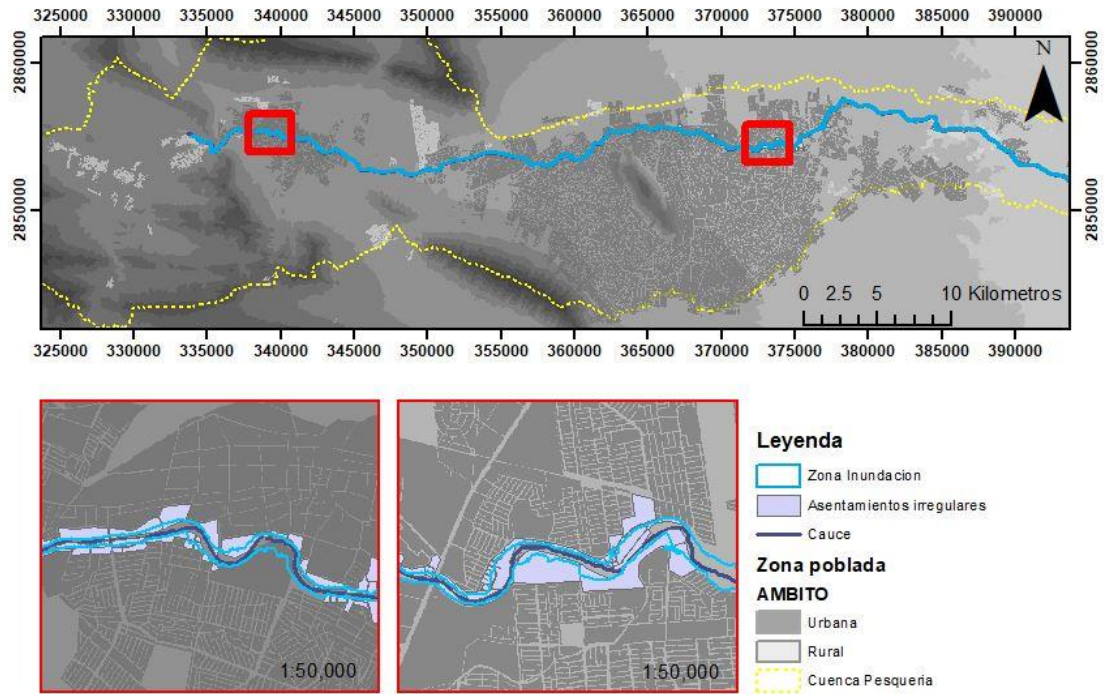 325000 330000 335000 340000 345000 350000 355000 360000 365000 370000 375000 380000 385000 390000
2860000
2860000
N
2850000
2850000
0 2.5 5 10 Kilometros
325000 330000 335000 340000 345000 350000 355000 360000 365000 370000 375000 380000 385000 390000
1:50,000
1:50,000
Leyenda
Zona Inundacion
Asentamientos irregulares
Cauce
Zona poblada
AMBITO
Urbana
Rural
Cuenca Pesqueria